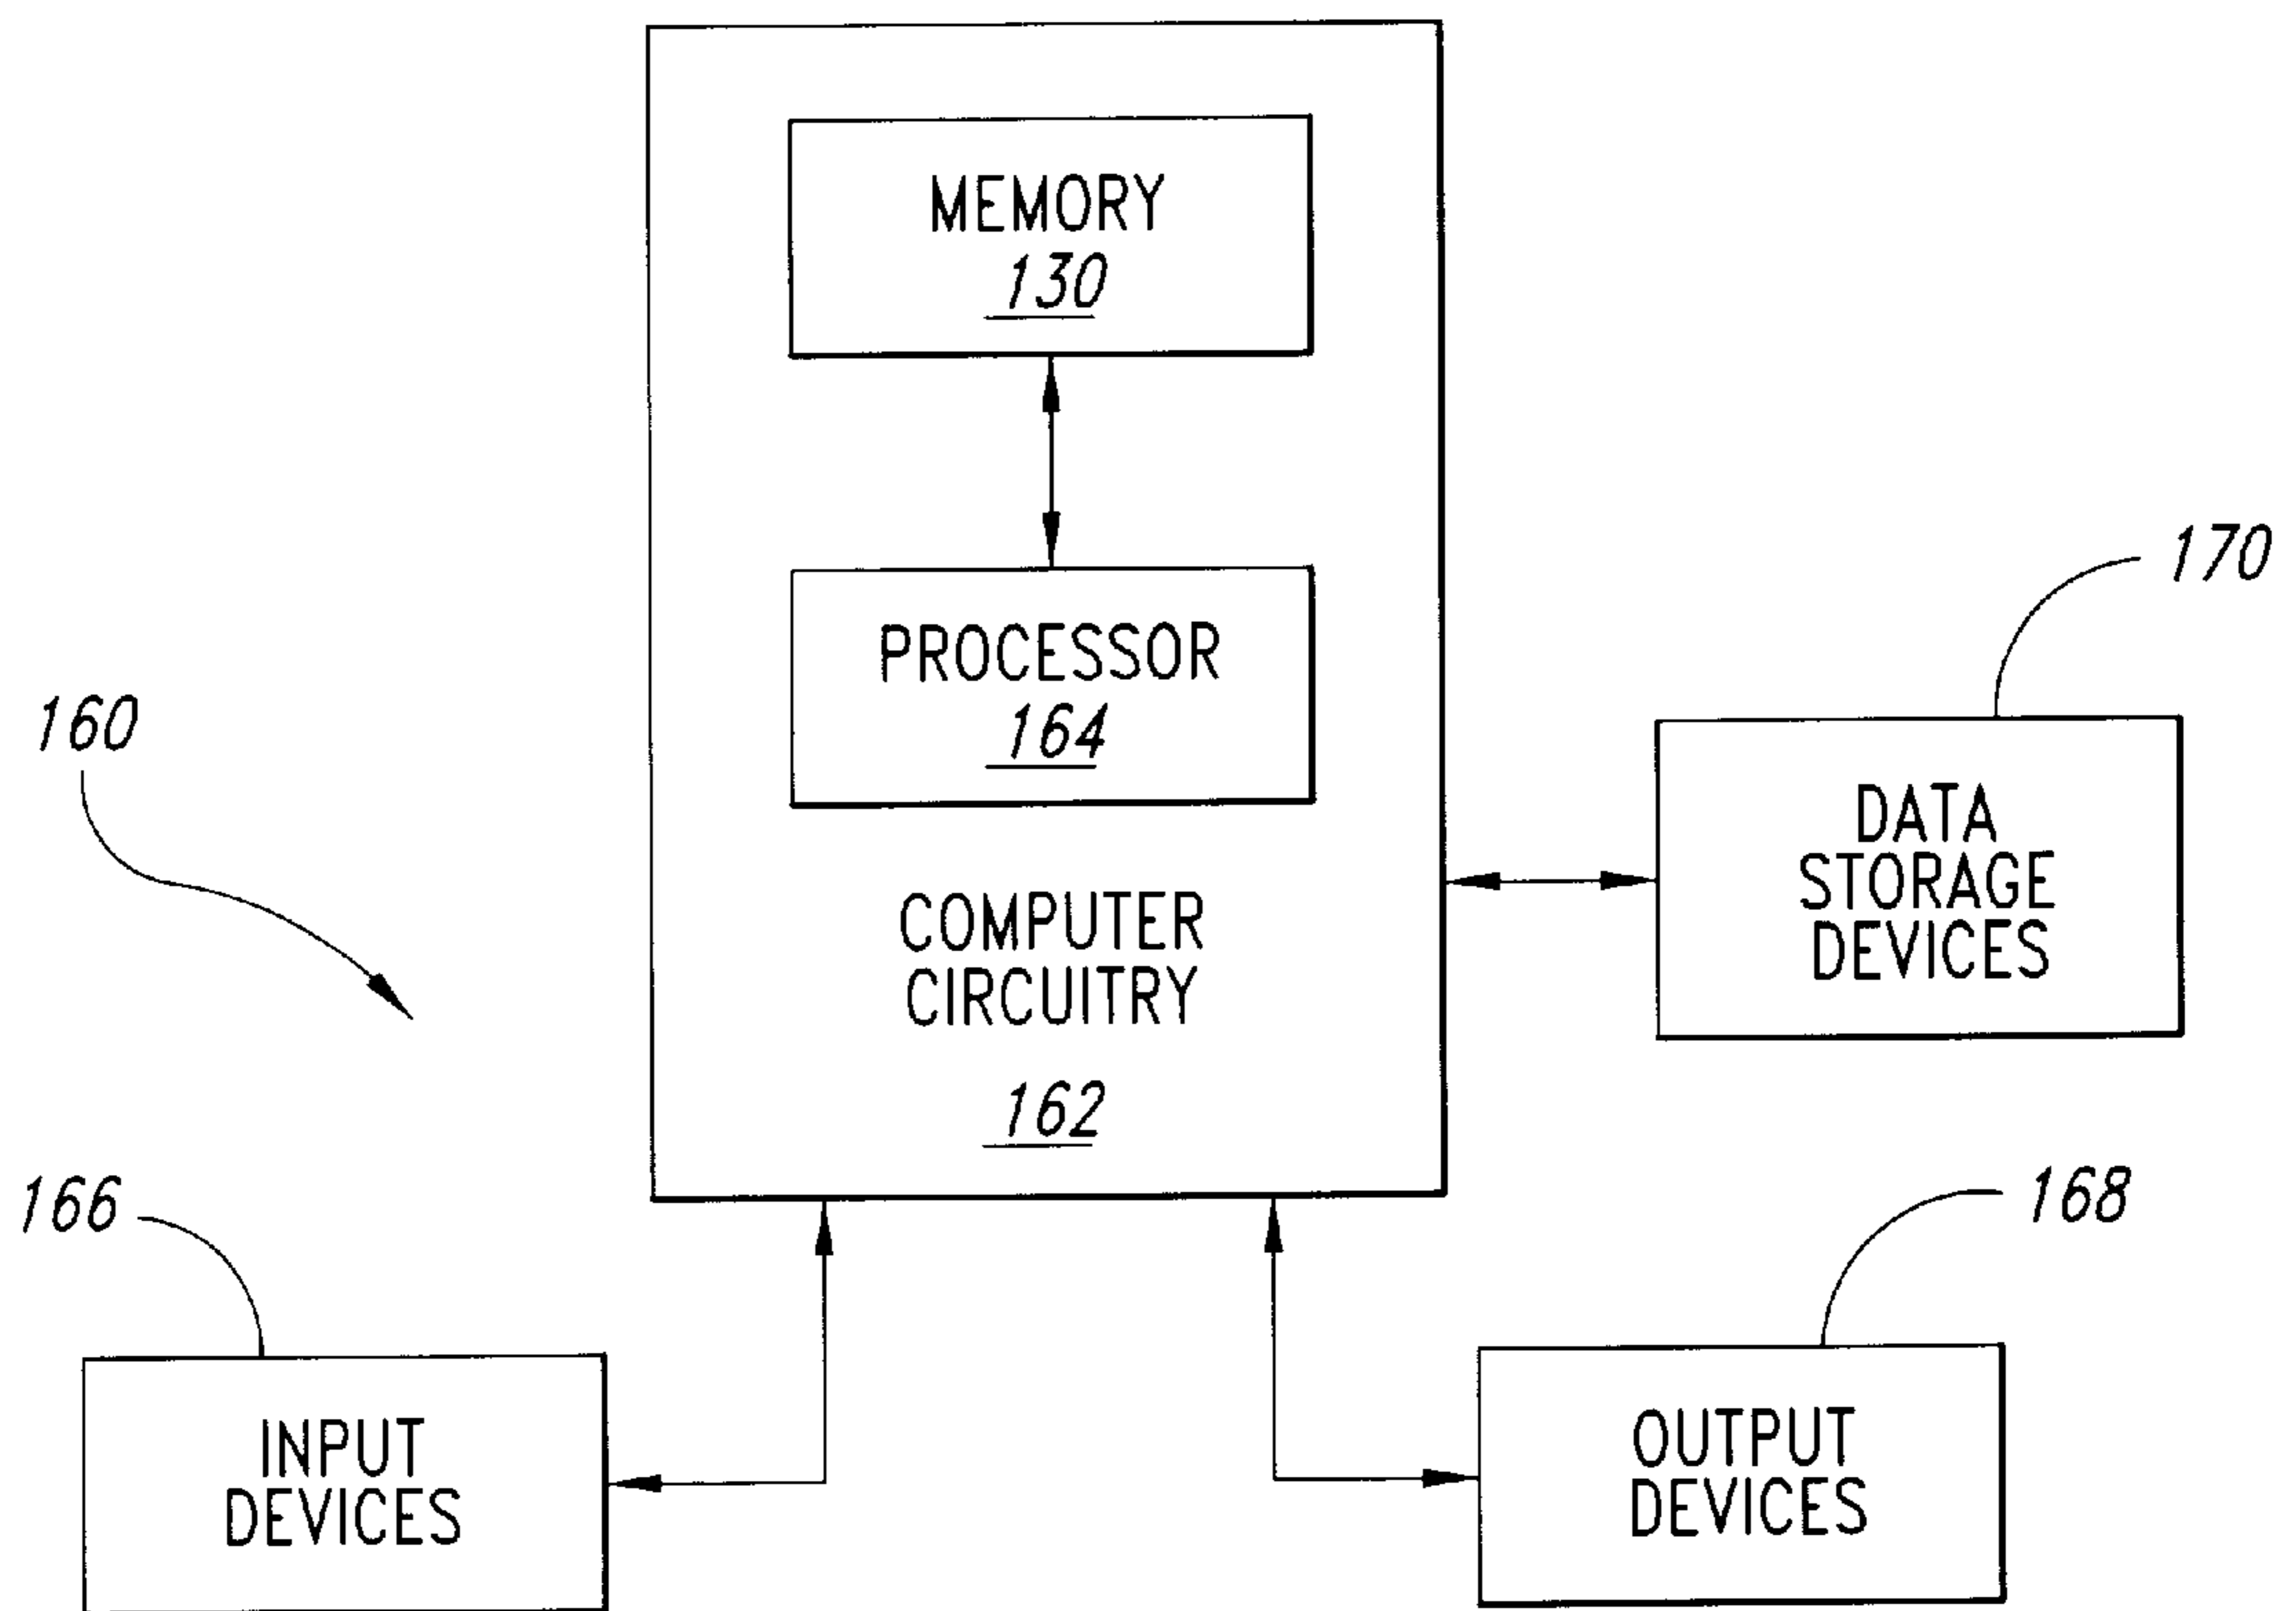 MEMORY
130
PROCESSOR
164
COMPUTER
CIRCUITRY
162
160
170
DATA
STORAGE
DEVICES
166
INPUT
DEVICES
168
OUTPUT
DEVICES